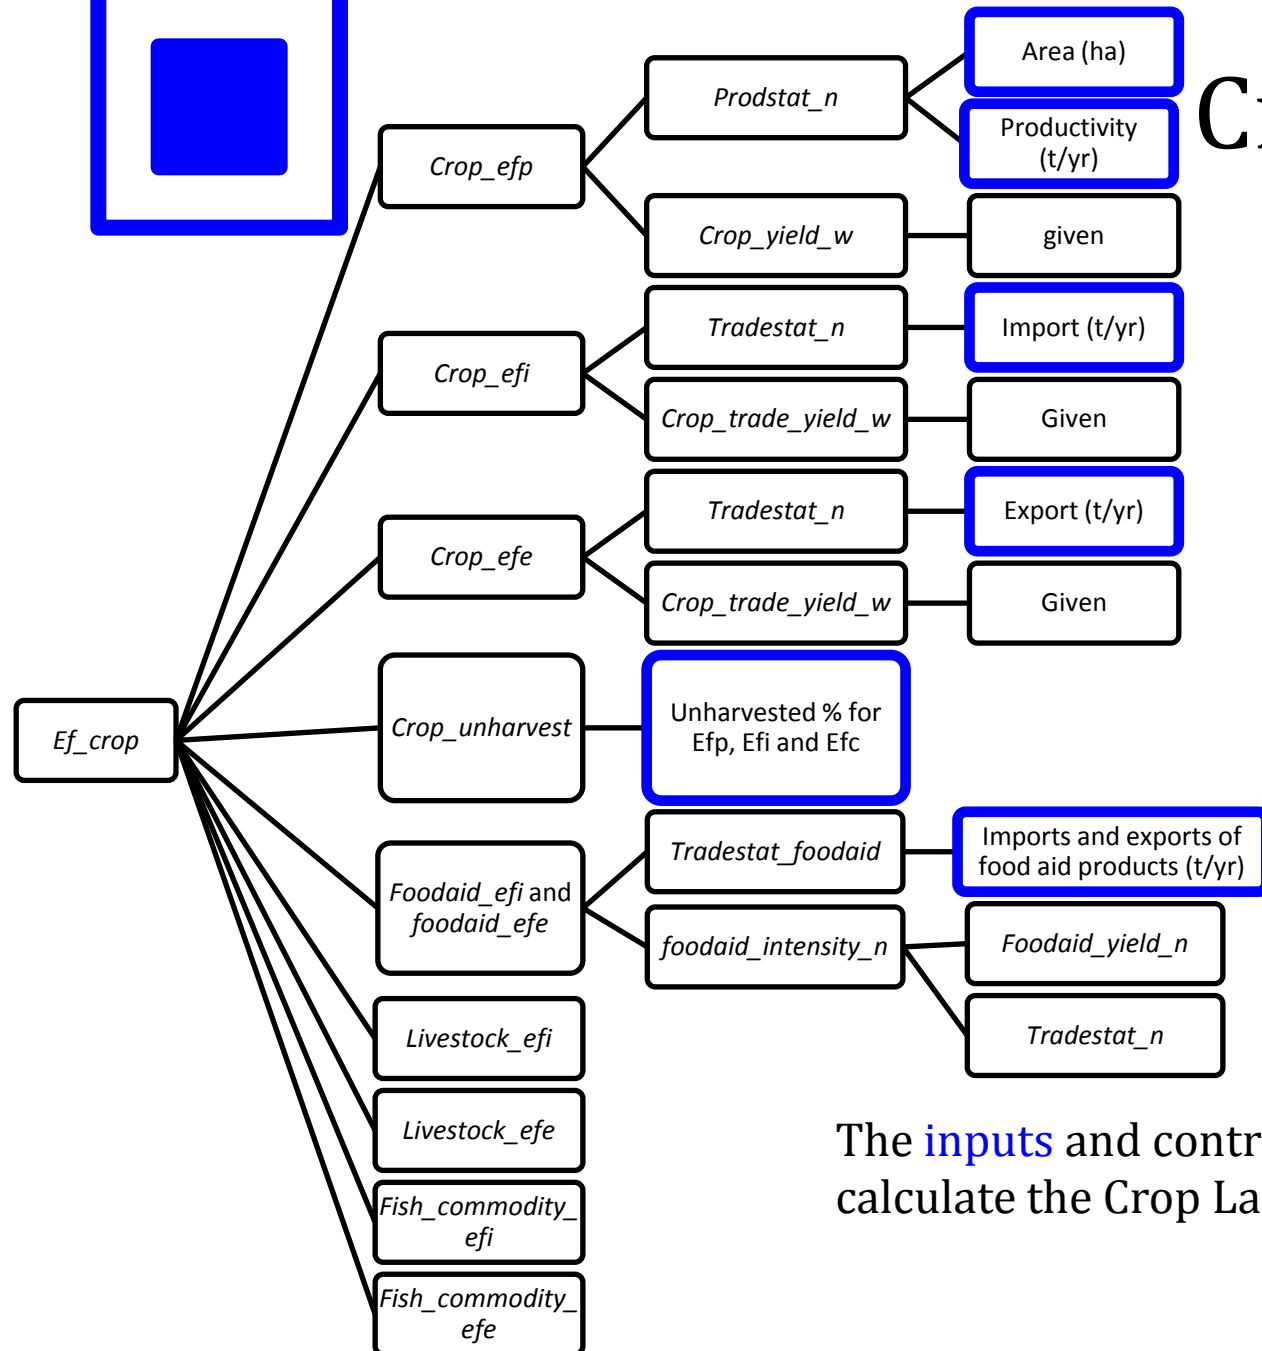 Area (ha)
Prodstat_n
Productivity
(t/yr)
Crop_efp
Crop_yield_w
given
Tradestat_n
Import (t/yr)
Crop_efi
Crop_trade_yield_w
Given
Tradestat_n
Export (t/yr)
Crop_efe
Crop_trade_yield_w
Given
Ef_crop
Crop_unharvest
Unharvested % for
Efp, Efi and Efc
Tradestat_foodaid
Imports and exports of
food aid products (t/yr)
Foodaid_efi and
foodaid_efe
foodaid_intensity_n
Foodaid_yield_n
Tradestat_n
Livestock_efi
Livestock_efe
Fish_commodity_
efi
Fish_commodity_
efe
The inputs and contr
calculate the Crop La